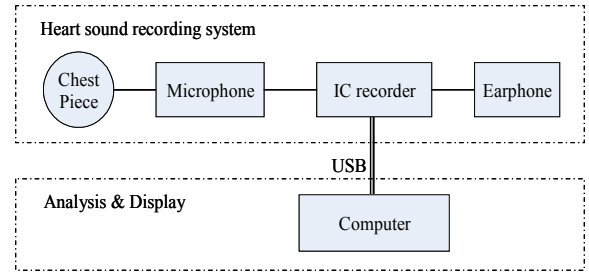 Heart sound recording system
Chest
Piece
Microphone
IC recorder
Earphone
USB
Analysis & Display
Computer